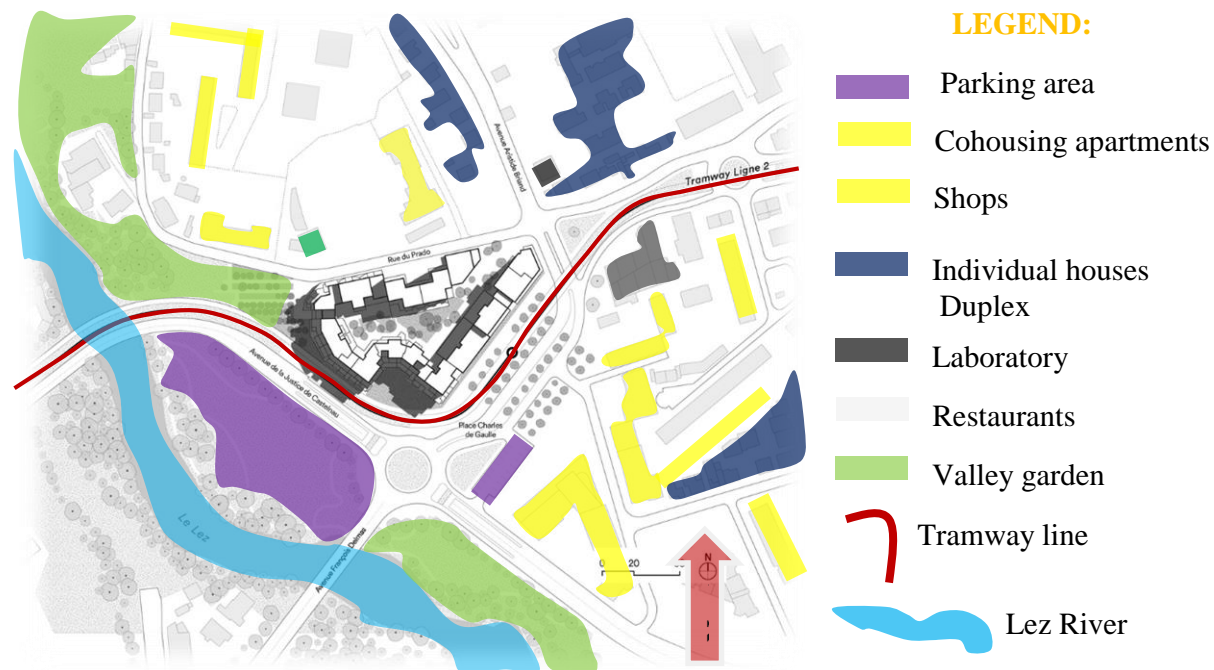 LEGEND:
Parking area
Cohousing apartments
Shops
Individual houses
Duplex
Laboratory
Restaurants
Valley garden
Tramway line
Lez River
Avenue Aristide Briand
Tramway Ligne 2
Rue du Prado
Avenue de la Justice de Castelnau
Place Charles
de Gaulle
Le Lez
Avenue François Delmas
0 20
N